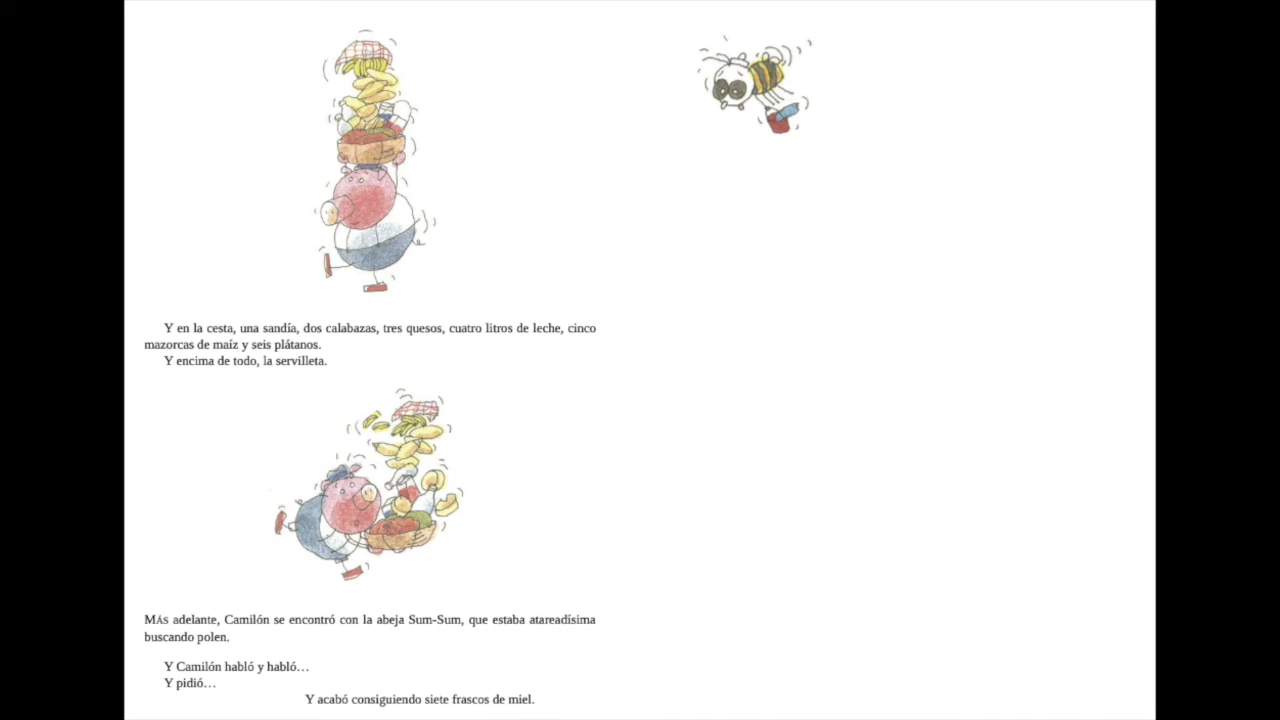 Y en la cesta, una sandía, dos calabazas, tres quesos, cuatro litros de leche, cinco
mazorcas de maíz y seis plátanos.
Y encima de todo, la servilleta.
MÁS adelante, Camilón se encontró con la abeja Sum-Sum, que estaba atareadísima
buscando polen.
Y Camilón habló y habló…
Y pidió…
Y acabó consiguiendo siete frascos de miel.